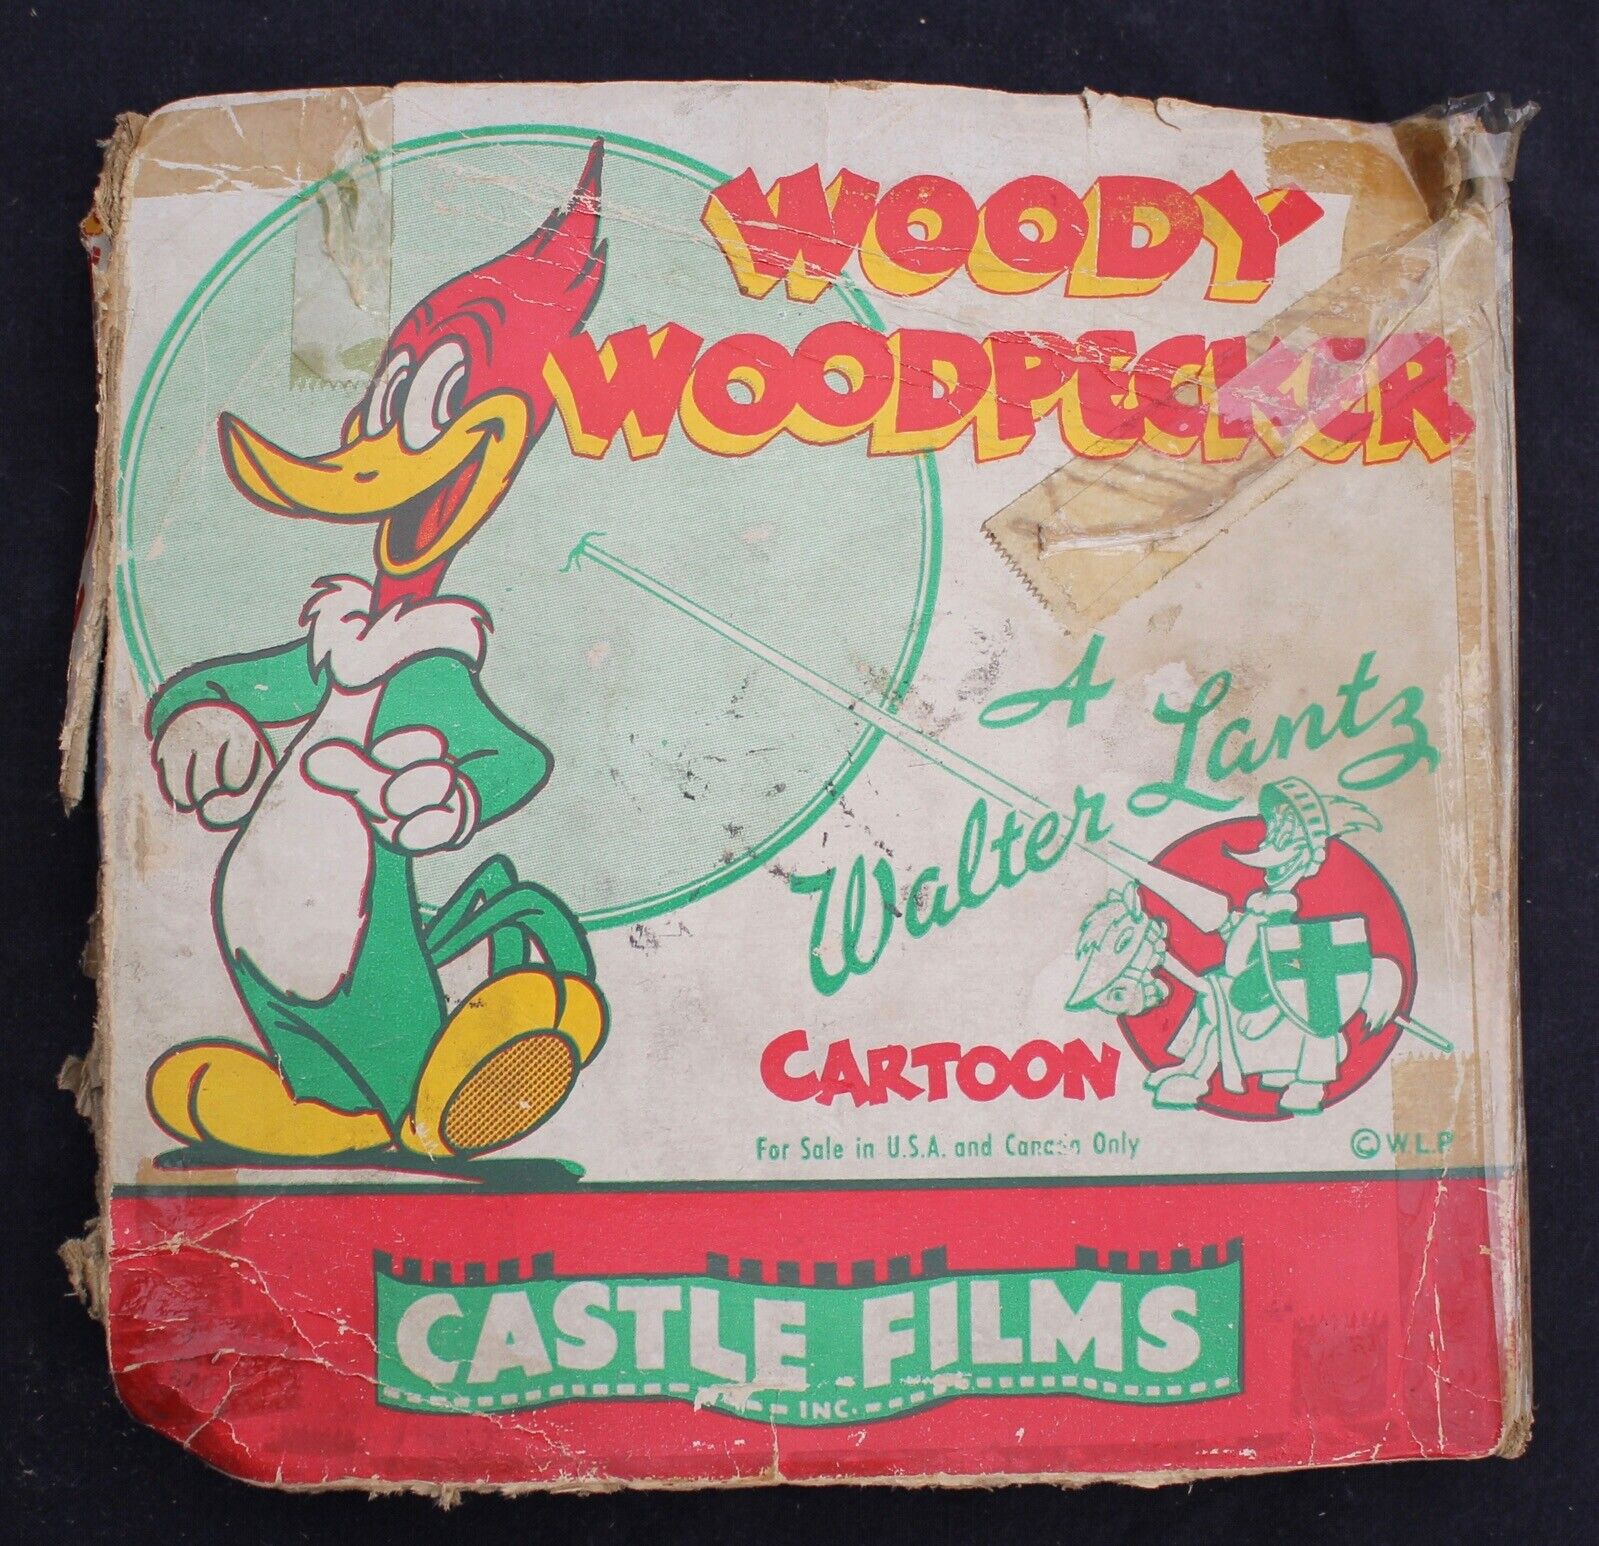 WOODY
WOODPECKER
A
Walter Lantz
CARTOON
For Sale in U.S.A. and Canada Only
© W.L.P
CASTLE FILMS
INC.